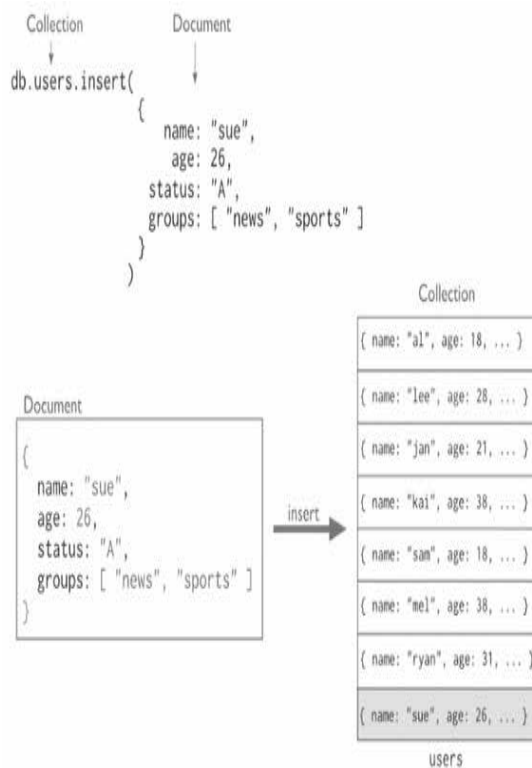 Collection Document
db.users.insert(
{
name: "sue",
age: 26,
status: "A",
groups: [ "news", "sports" ]
}
)
Collection
{ name: "al", age: 18, ... }
{ name: "lee", age: 28, ... }
{ name: "jan", age: 21, ... }
{ name: "kai", age: 38, ... }
{ name: "sam", age: 18, ... }
{ name: "mel", age: 38, ... }
{ name: "ryan", age: 31, ... }
{ name: "sue", age: 26, ... }
users
Document
{
name: "sue",
age: 26,
status: "A",
groups: [ "news", "sports" ]
}
insert